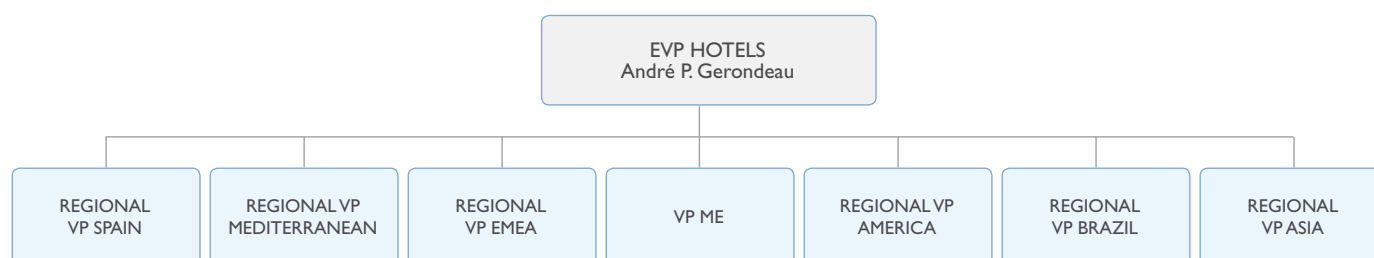 EVP HOTELS
André P. Gerondeau
REGIONAL
VP SPAIN
REGIONAL VP
MEDITERRANEAN
REGIONAL
VP EMEA
VP ME
REGIONAL VP
AMERICA
REGIONAL
VP BRAZIL
REGIONAL
VP ASIA